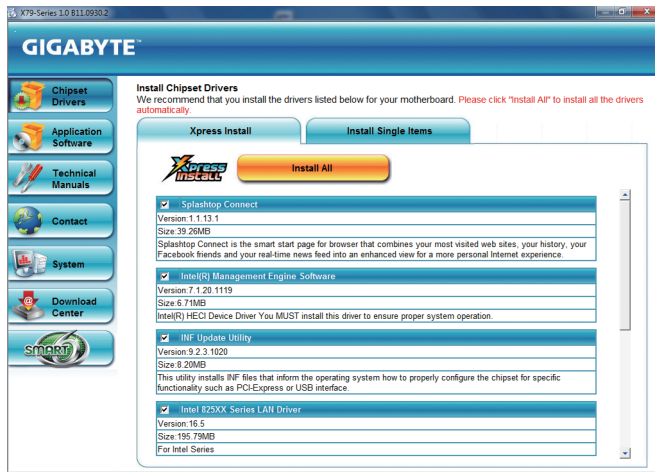 X79-Series 1.0 B11.0930.2
GIGABYTE™
Chipset
Drivers
Application
Software
Technical
Manuals
Contact
System
Download
Center
SMART
Install Chipset Drivers
We recommend that you install the drivers listed below for your motherboard. Please click "Install All" to install all the drivers
automatically.
Xpress Install
Install Single Items
Xpress
Install
Install All
Splashtop Connect
Version:1.1.13.1
Size:39.26MB
Splashtop Connect is the smart start page for browser that combines your most visited web sites, your history, your
Facebook friends and your real-time news feed into an enhanced view for a more personal Internet experience.
Intel(R) Management Engine Software
Version:7.1.20.1119
Size:6.71MB
Intel(R) HECI Device Driver You MUST install this driver to ensure proper system operation.
INF Update Utility
Version:9.2.3.1020
Size:8.20MB
This utility installs INF files that inform the operating system how to properly configure the chipset for specific
functionality such as PCI-Express or USB interface.
Intel 825XX Series LAN Driver
Version:16.5
Size:195.79MB
For Intel Series